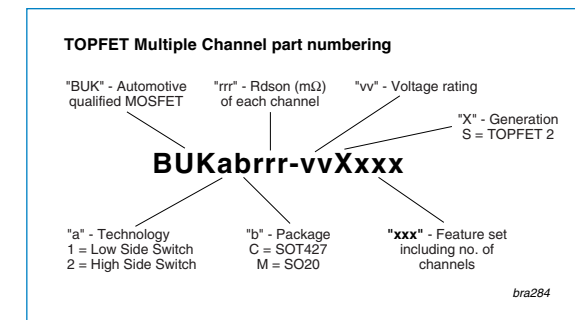 TOPFET Multiple Channel part numbering
"BUK" - Automotive
qualified MOSFET
"rrr" - Rdson (mΩ)
of each channel
"vv" - Voltage rating
"X" - Generation
S = TOPFET 2
BUKabrrr-vvXxxx
"a" - Technology
1 = Low Side Switch
2 = High Side Switch
"b" - Package
C = SOT427
M = SO20
"xxx" - Feature set
including no. of
channels
bra284